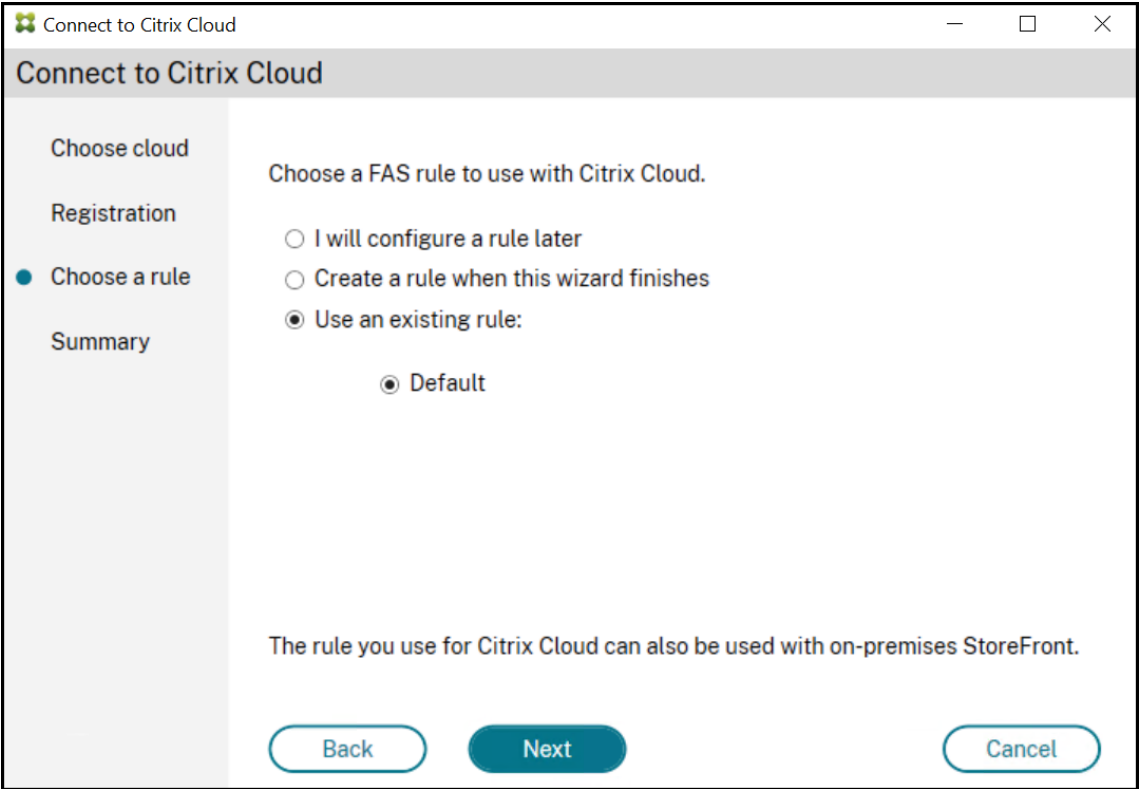 Connect to Citrix Cloud
Connect to Citrix Cloud
Choose cloud
Registration
Choose a rule
Summary
Choose a FAS rule to use with Citrix Cloud.
I will configure a rule later
Create a rule when this wizard finishes
Use an existing rule:
Default
The rule you use for Citrix Cloud can also be used with on-premises StoreFront.
Back
Next
Cancel